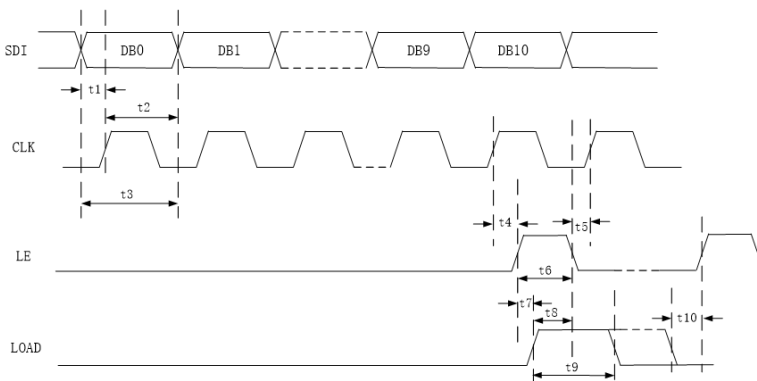 SDI DB0 DB1 DB9 DB10
t1
t2
CLK
t3
t4 t5
LE
t6
t7 t8
t10
LOAD
t9